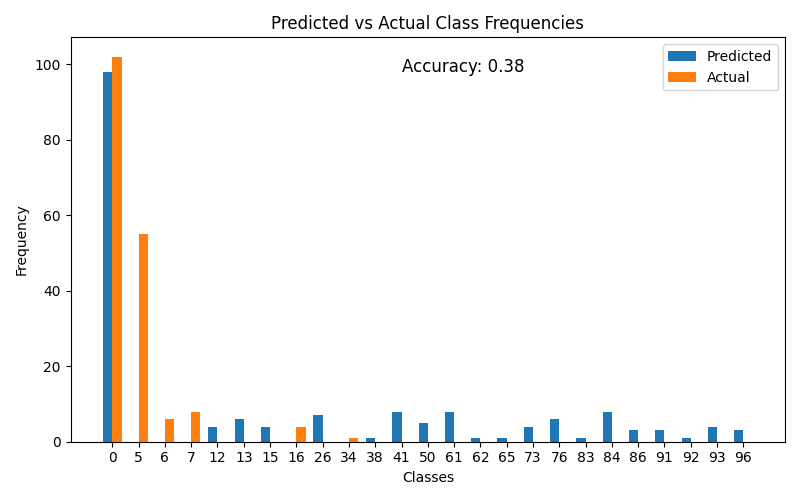 Predicted vs Actual Class Frequencies
Accuracy: 0.38
Predicted
Actual
Frequency
100
80
60
40
20
0
0 5 6 7 12 13 15 16 26 34 38 41 50 61 62 65 73 76 83 84 86 91 92 93 96
Classes